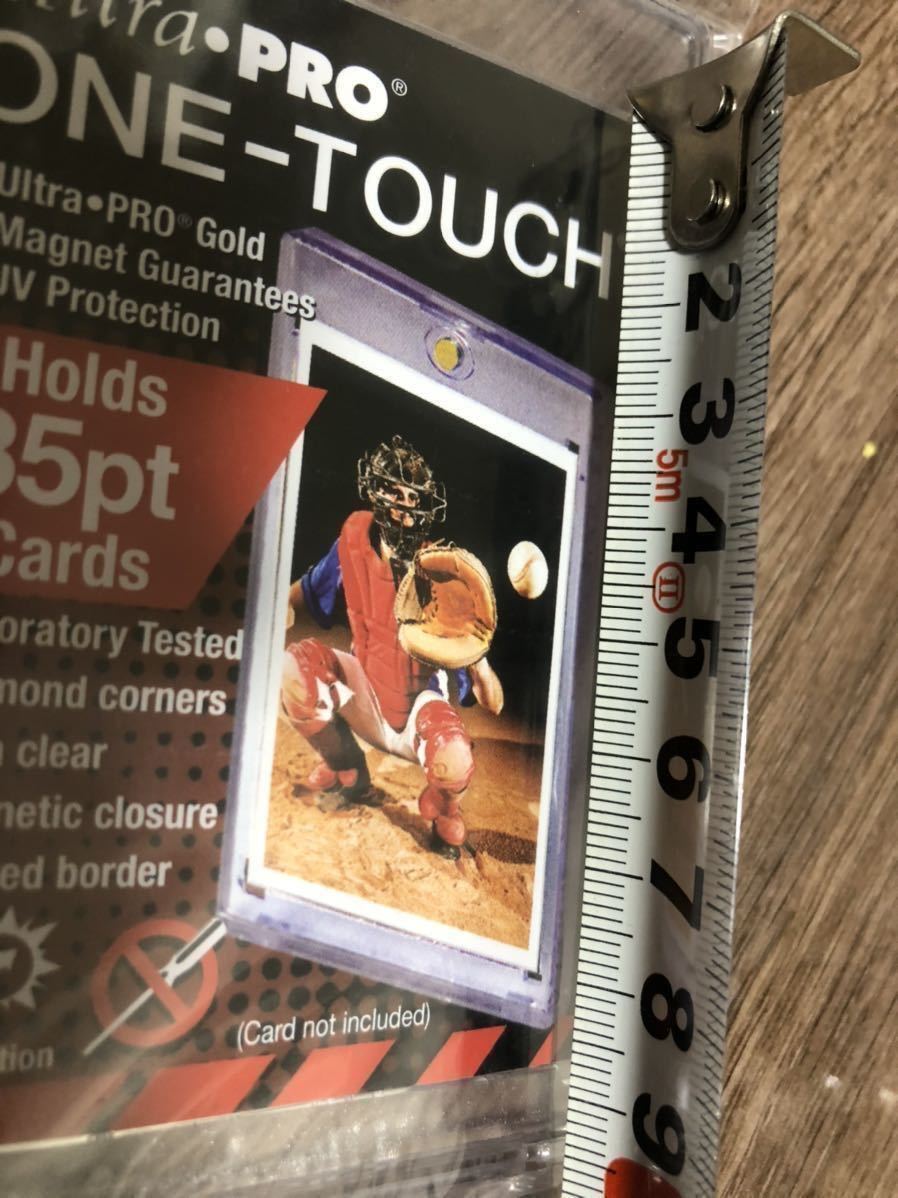 PRO®
ONE-TOUCH
Ultra•PRO® Gold
Magnet Guarantees
UV Protection
Holds
35pt
Cards
oratory Tested
mond corners
clear
netic closure
ed border
tion
(Card not included)
2
3
5m
4
II
5
6
7
8
9